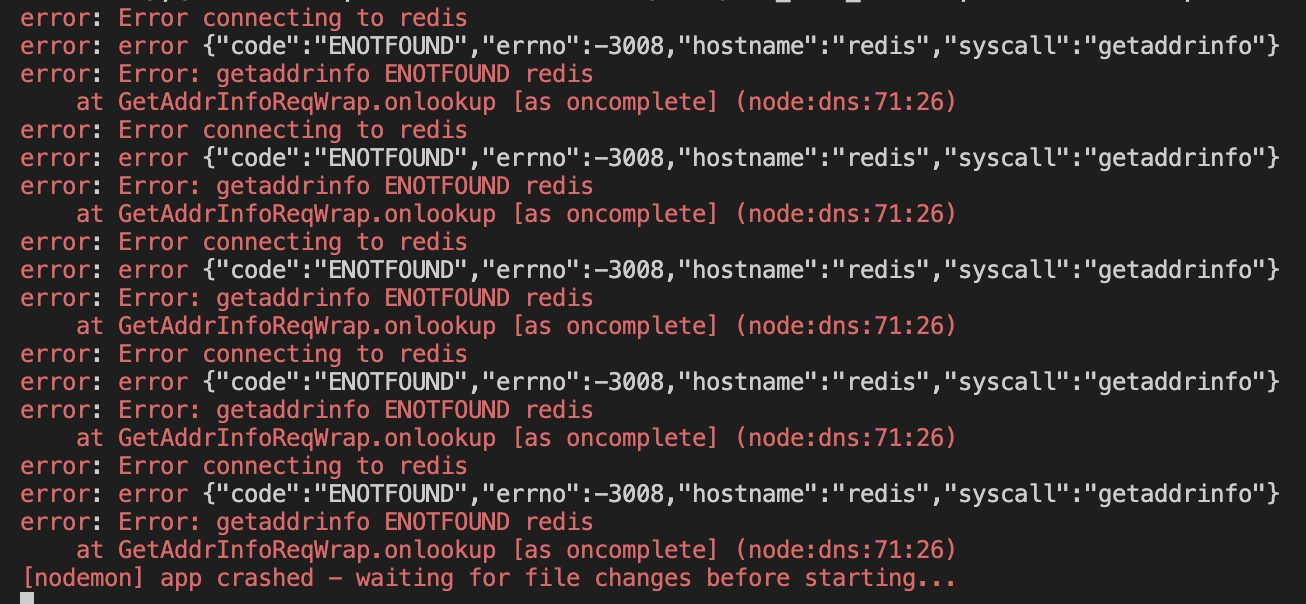 error: Error connecting to redis
error: error {"code":"ENOTFOUND","errno":-3008,"hostname":"redis","syscall":"getaddrinfo"}
error: Error: getaddrinfo ENOTFOUND redis
    at GetAddrInfoReqWrap.onlookup [as oncomplete] (node:dns:71:26)
error: Error connecting to redis
error: error {"code":"ENOTFOUND","errno":-3008,"hostname":"redis","syscall":"getaddrinfo"}
error: Error: getaddrinfo ENOTFOUND redis
    at GetAddrInfoReqWrap.onlookup [as oncomplete] (node:dns:71:26)
error: Error connecting to redis
error: error {"code":"ENOTFOUND","errno":-3008,"hostname":"redis","syscall":"getaddrinfo"}
error: Error: getaddrinfo ENOTFOUND redis
    at GetAddrInfoReqWrap.onlookup [as oncomplete] (node:dns:71:26)
error: Error connecting to redis
error: error {"code":"ENOTFOUND","errno":-3008,"hostname":"redis","syscall":"getaddrinfo"}
error: Error: getaddrinfo ENOTFOUND redis
    at GetAddrInfoReqWrap.onlookup [as oncomplete] (node:dns:71:26)
error: Error connecting to redis
error: error {"code":"ENOTFOUND","errno":-3008,"hostname":"redis","syscall":"getaddrinfo"}
error: Error: getaddrinfo ENOTFOUND redis
    at GetAddrInfoReqWrap.onlookup [as oncomplete] (node:dns:71:26)
[nodemon] app crashed - waiting for file changes before starting...